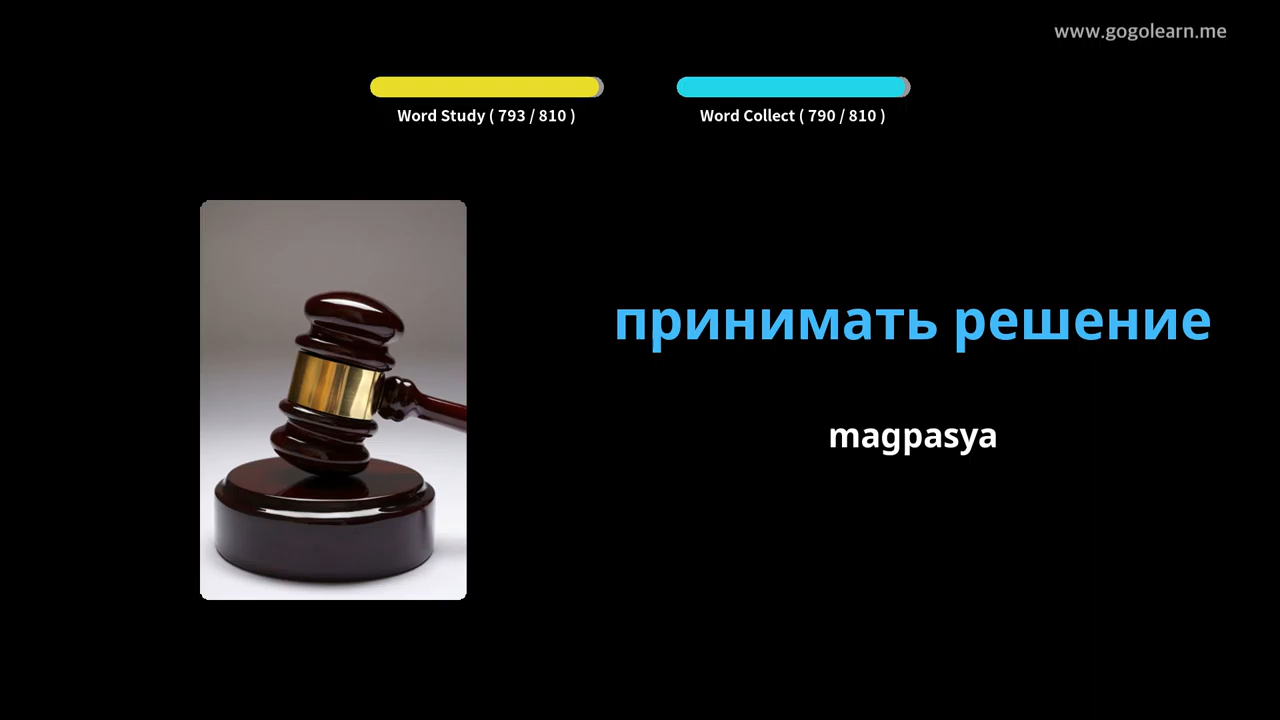 www.gogolearn.me
Word Study ( 793 / 810 )
Word Collect ( 790 / 810 )
принимать решение
magpasya